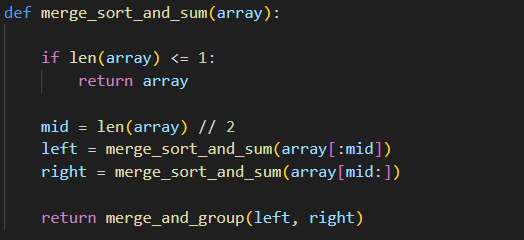 def merge_sort_and_sum(array):
if len(array) <= 1:
return array
mid = len(array) // 2
left = merge_sort_and_sum(array[:mid])
right = merge_sort_and_sum(array[mid:])
return merge_and_group(left, right)